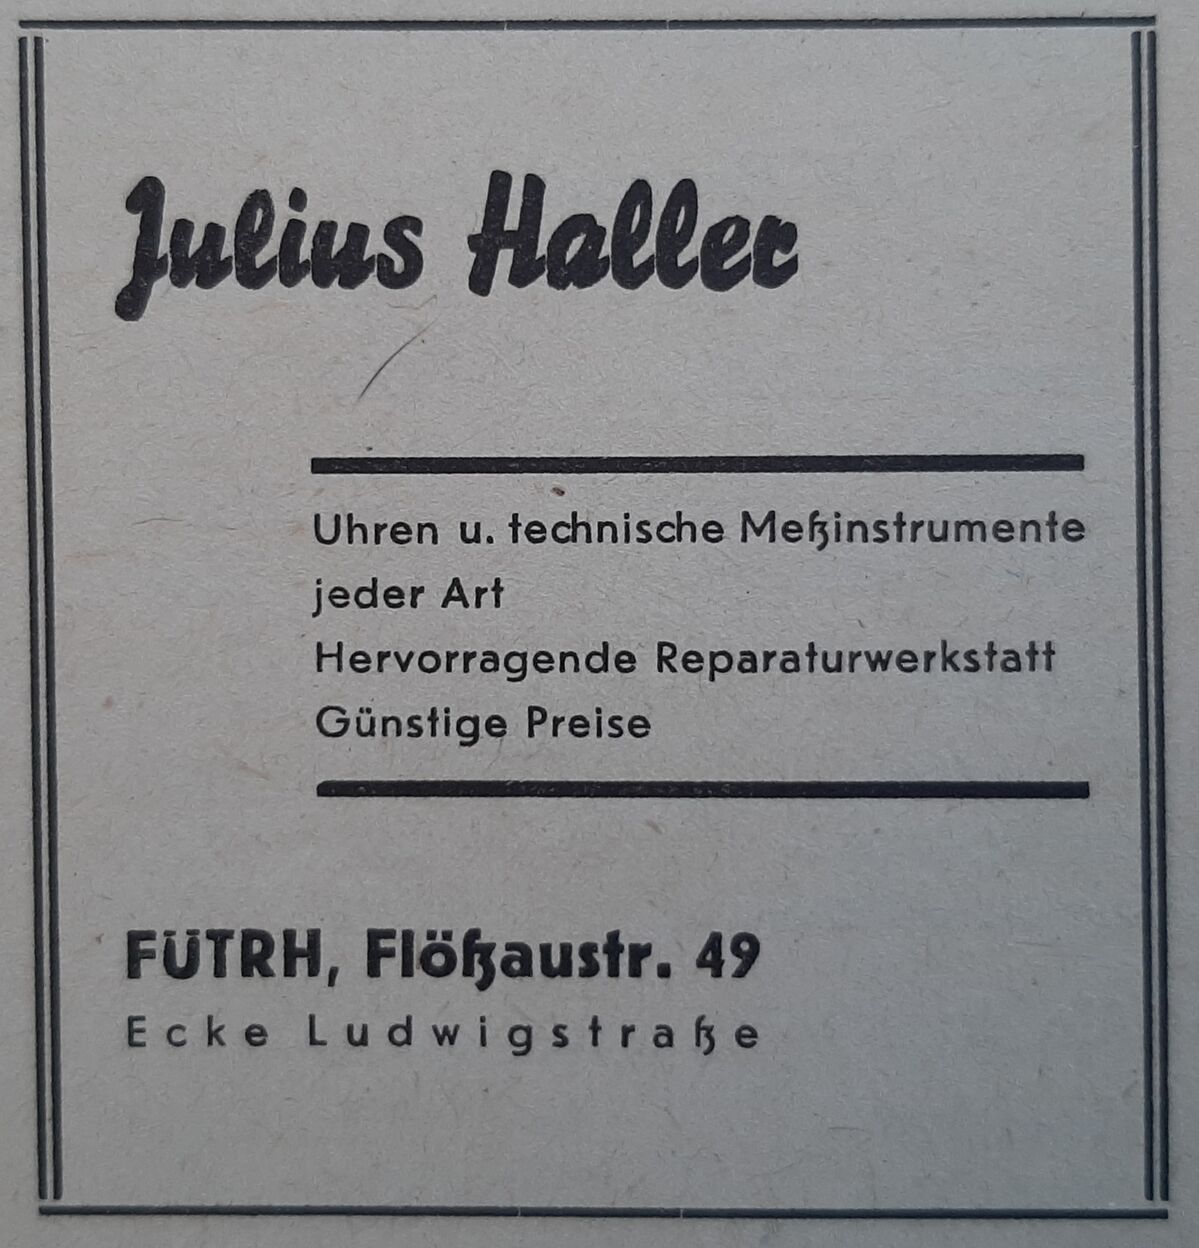 Julius Haller
Uhren u. technische Meßinstrumente
jeder Art
Hervorragende Reparaturwerkstatt
Günstige Preise
FÜTRH, Flößaustr. 49
Ecke Ludwigstraße